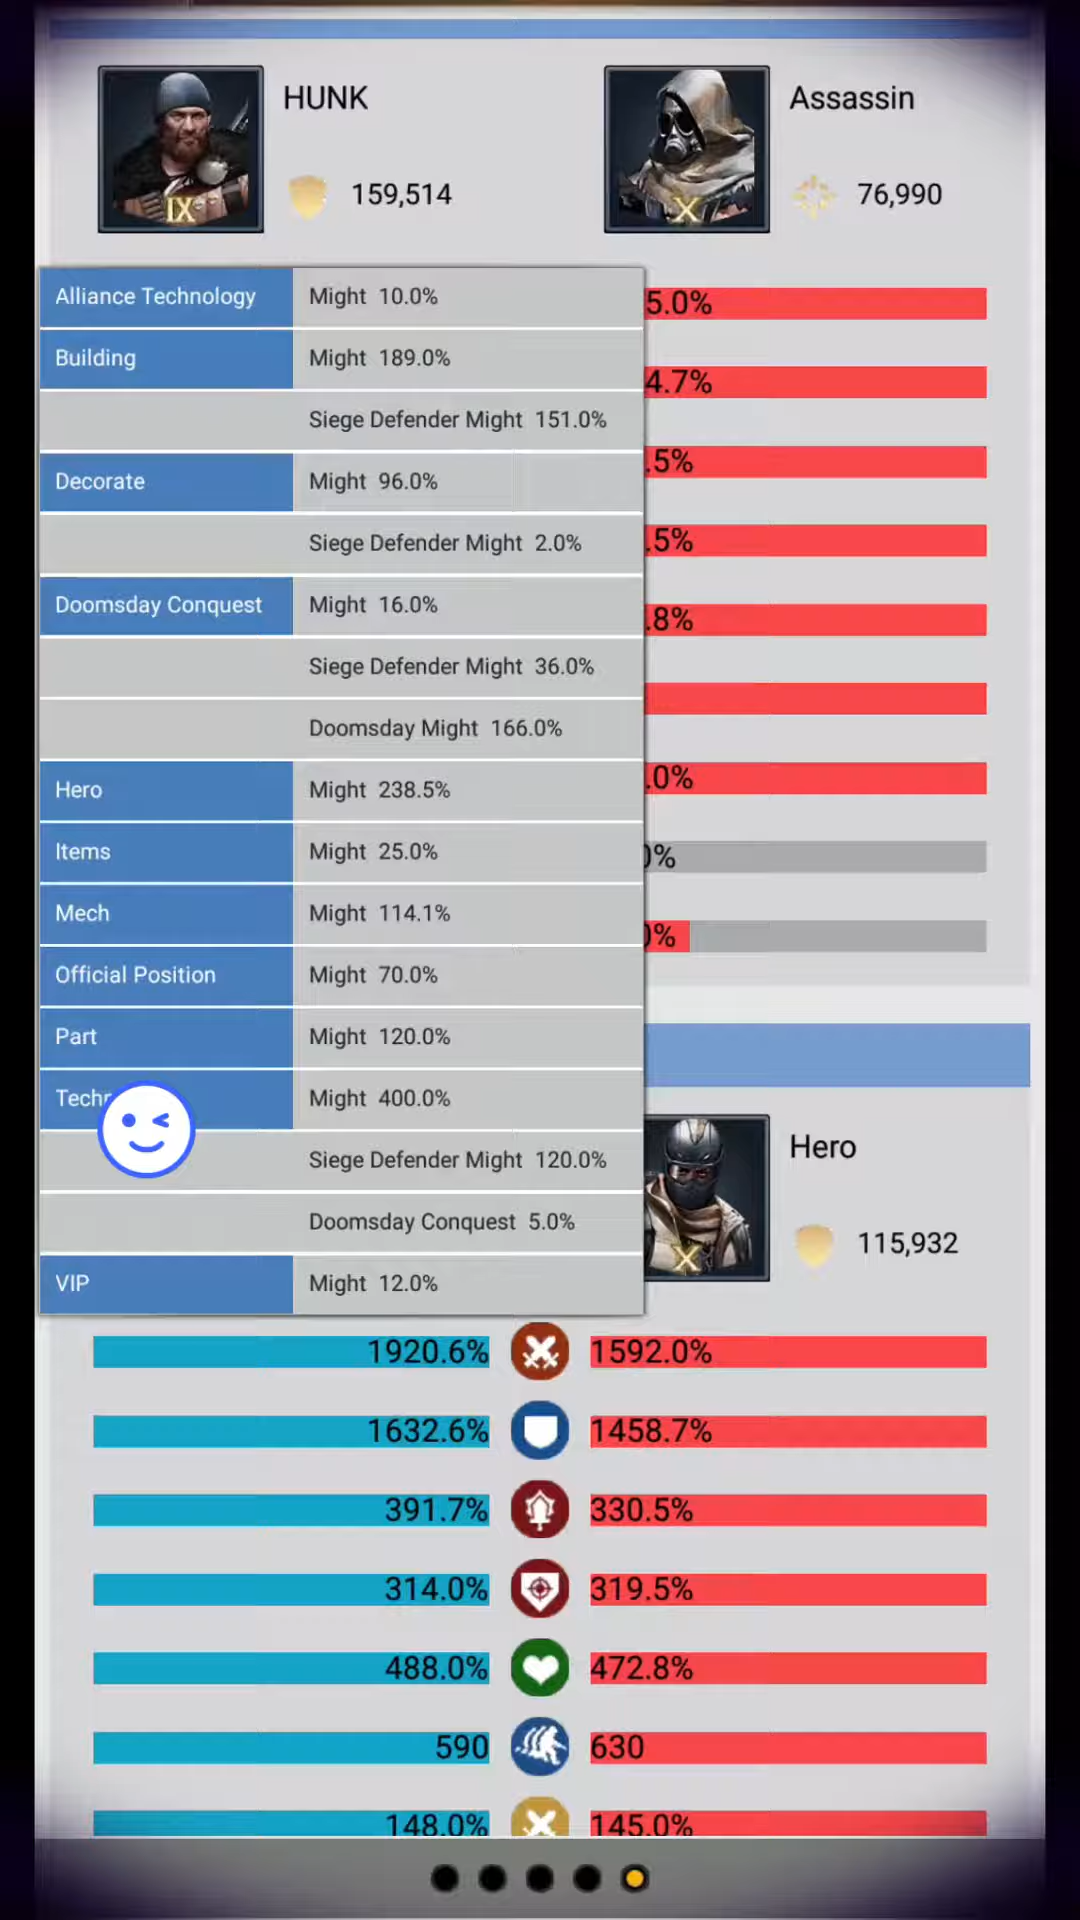 HUNK
Assassin
IX
159,514
X
76,990
Alliance Technology Might 10.0%
5.0%
Building Might 189.0%
4.7%
Siege Defender Might 151.0%
.5%
Decorate Might 96.0%
Siege Defender Might 2.0%
.5%
Doomsday Conquest Might 16.0%
.8%
Siege Defender Might 36.0%
Doomsday Might 166.0%
Hero Might 238.5%
.0%
Items Might 25.0%
0%
Mech Might 114.1%
0%
Official Position Might 70.0%
Part Might 120.0%
Might 400.0%
Siege Defender Might 120.0%
Hero
Doomsday Conquest 5.0%
X
115,932
VIP Might 12.0%
1920.6% 1592.0%
1632.6% 1458.7%
391.7% 330.5%
314.0% 319.5%
488.0% 472.8%
590 630
148.0% 145.0%